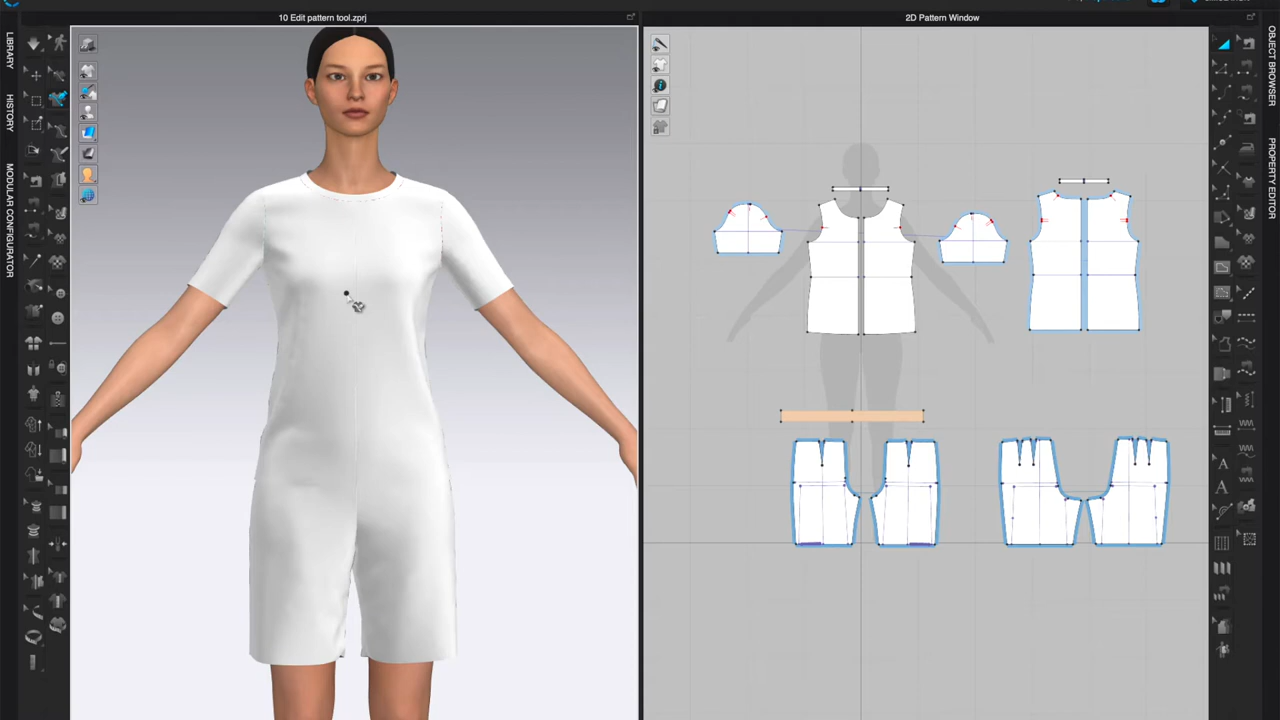 10 Edit pattern tool.zprj
2D Pattern Window
LIBRARY
HISTORY
MODULAR CONFIGURATOR
OBJECT BROWSER
PROPERTY EDITOR
A
A